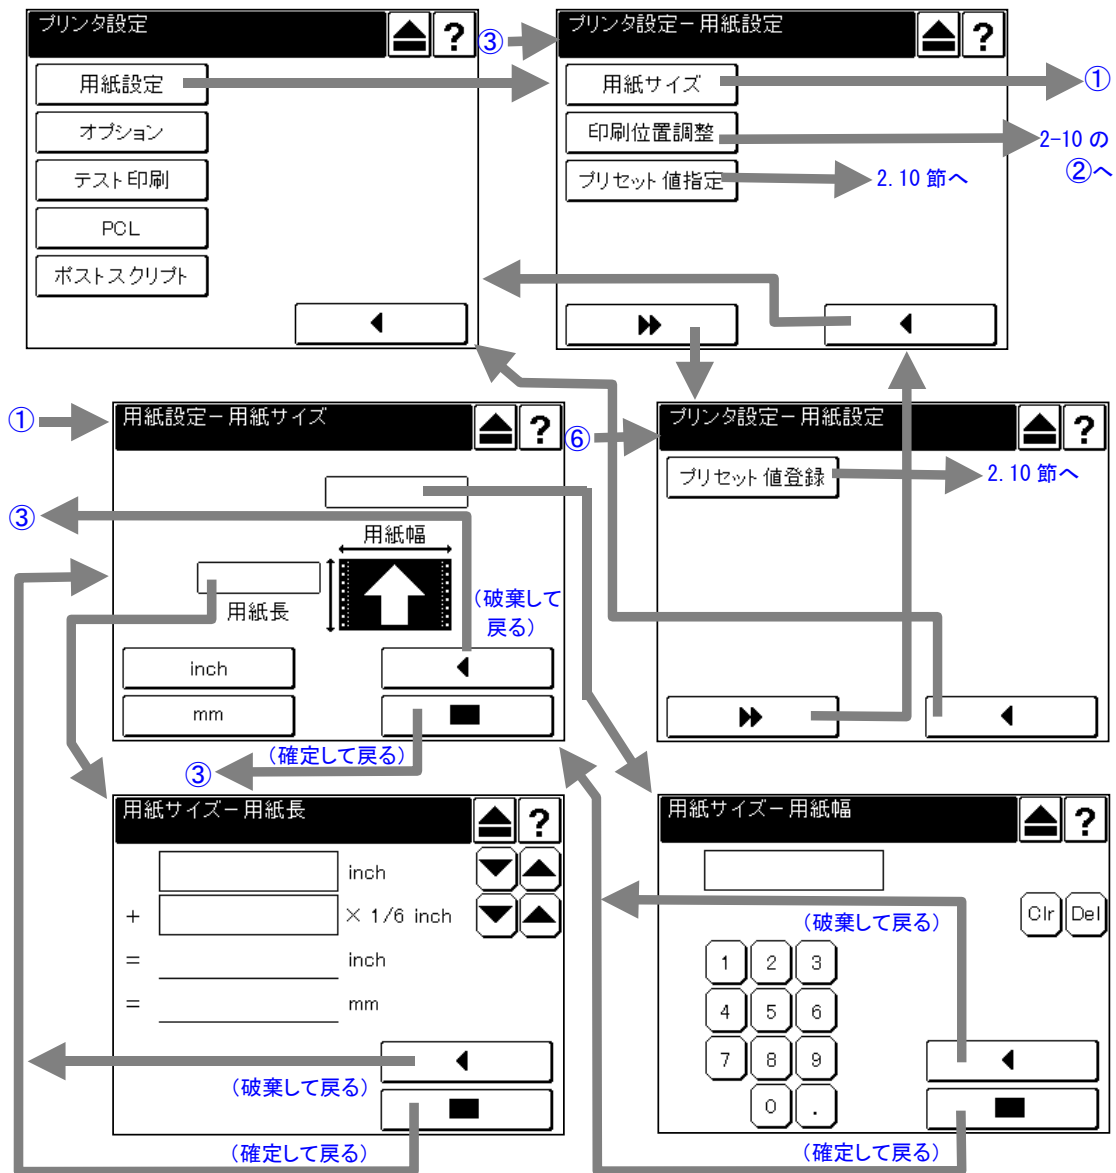 プリンタ設定
?
用紙設定
オプション
テスト印刷
PCL
ポストスクリプト
③
プリンタ設定－用紙設定
?
用紙サイズ
①
印刷位置調整
2-10 の
②へ
プリセット値指定
2.10 節へ
①
用紙設定－用紙サイズ
?
③
用紙幅
用紙長
(破棄して
戻る)
inch
mm
(確定して戻る)
③
⑥
プリンタ設定－用紙設定
?
プリセット値登録
2.10 節へ
用紙サイズ－用紙長
?
inch
+
× 1/6 inch
=
inch
=
mm
(破棄して戻る)
(確定して戻る)
用紙サイズ－用紙幅
?
Clr Del
(破棄して戻る)
1 2 3
4 5 6
7 8 9
0 .
(確定して戻る)